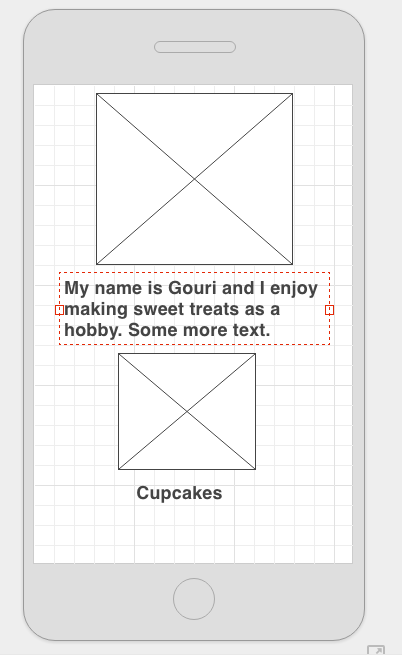 My name is Gouri and I enjoy
making sweet treats as a
hobby. Some more text.
Cupcakes